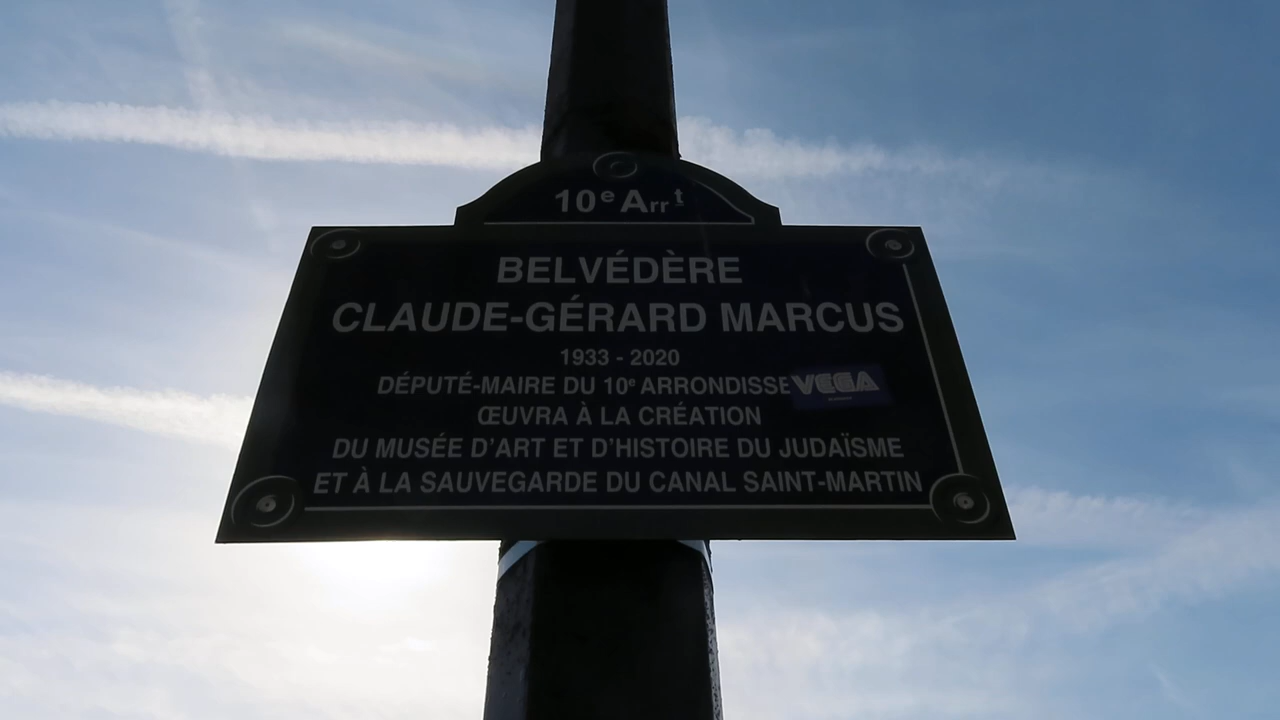 10e Arrt
BELVÉDÈRE
CLAUDE-GÉRARD MARCUS
1933 - 2020
DÉPUTÉ-MAIRE DU 10e ARRONDISSE
VEGA
ŒUVRA À LA CRÉATION
DU MUSÉE D'ART ET D'HISTOIRE DU JUDAÏSME
ET À LA SAUVEGARDE DU CANAL SAINT-MARTIN